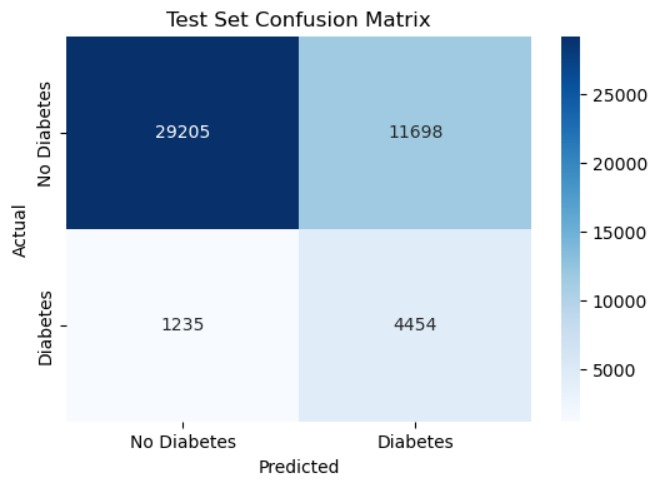 Test Set Confusion Matrix
Actual
No Diabetes
29205
11698
Diabetes
1235
4454
No Diabetes
Diabetes
Predicted
25000
20000
15000
10000
5000